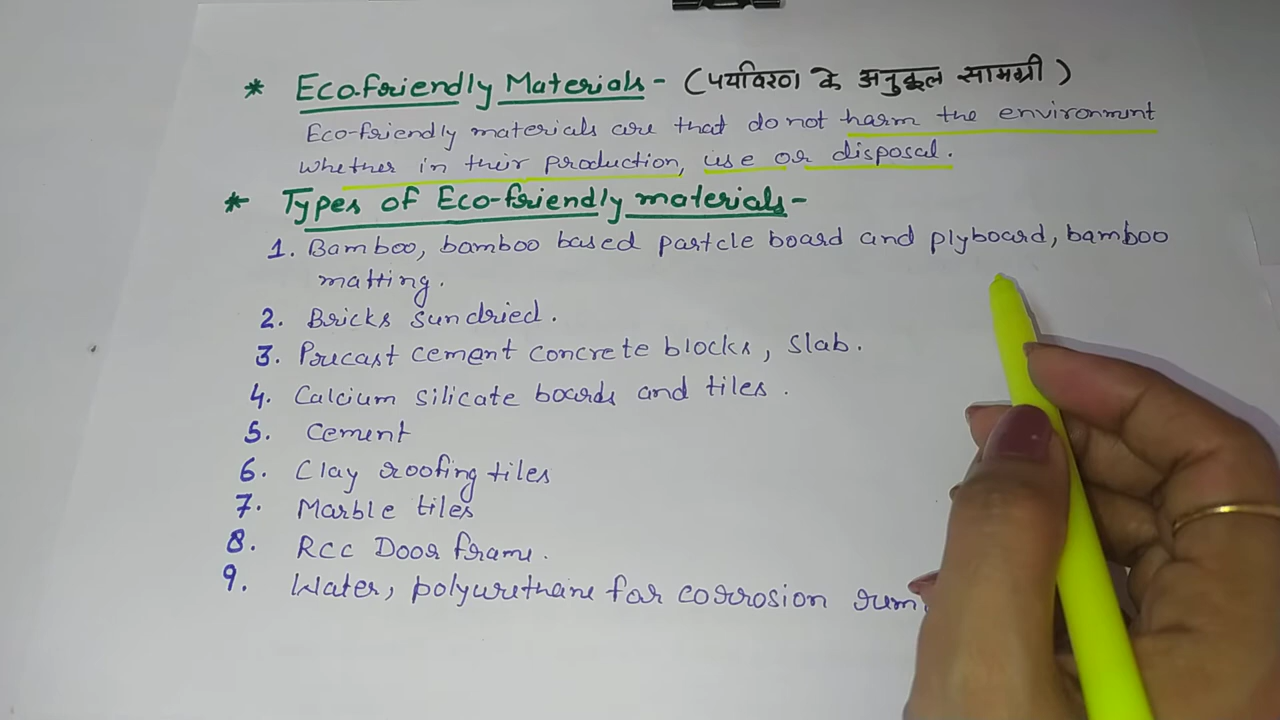 * Eco-friendly Materials - (पर्यावरण के अनुकूल सामग्री)
Eco-friendly materials are that do not harm the environment
whether in their production, use or disposal.
* Types of Eco-friendly materials-
1. Bamboo, bamboo based partcle board and plyboard, bamboo
matting.
2. Bricks sun dried.
3. Precast cement concrete blocks, slab.
4. Calcium silicate boards and tiles.
5. Cement
6. Clay roofing tiles
7. Marble tiles
8. Rcc Door frame.
9. Water, polyurethane for corrosion